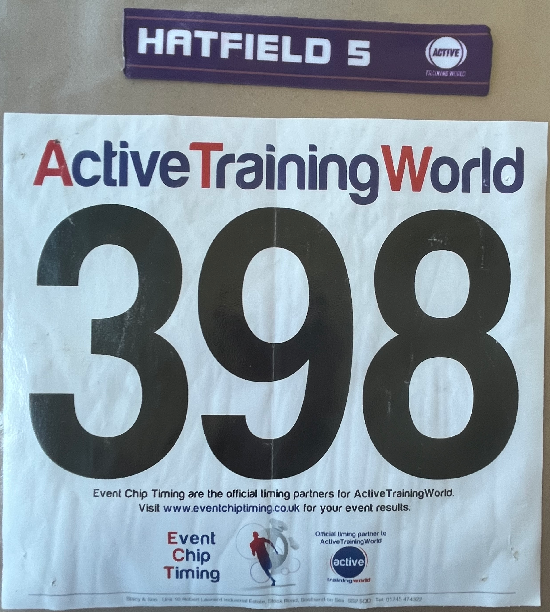 HATFIELD 5
ACTIVE
TRAINING WORLD
ActiveTrainingWorld
398
Event Chip Timing are the official timing partners for ActiveTrainingWorld.
Visit www.eventchiptiming.co.uk for your event results.
Event
Chip
Timing
Official timing partner to
ActiveTrainingWorld
active
trainingworld